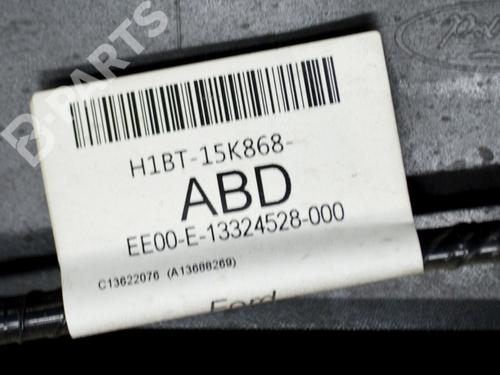 B-PARTS
H1BT-15K868-
ABD
EE00-E-13324528-000
C13622076 (A13688269)
Ford